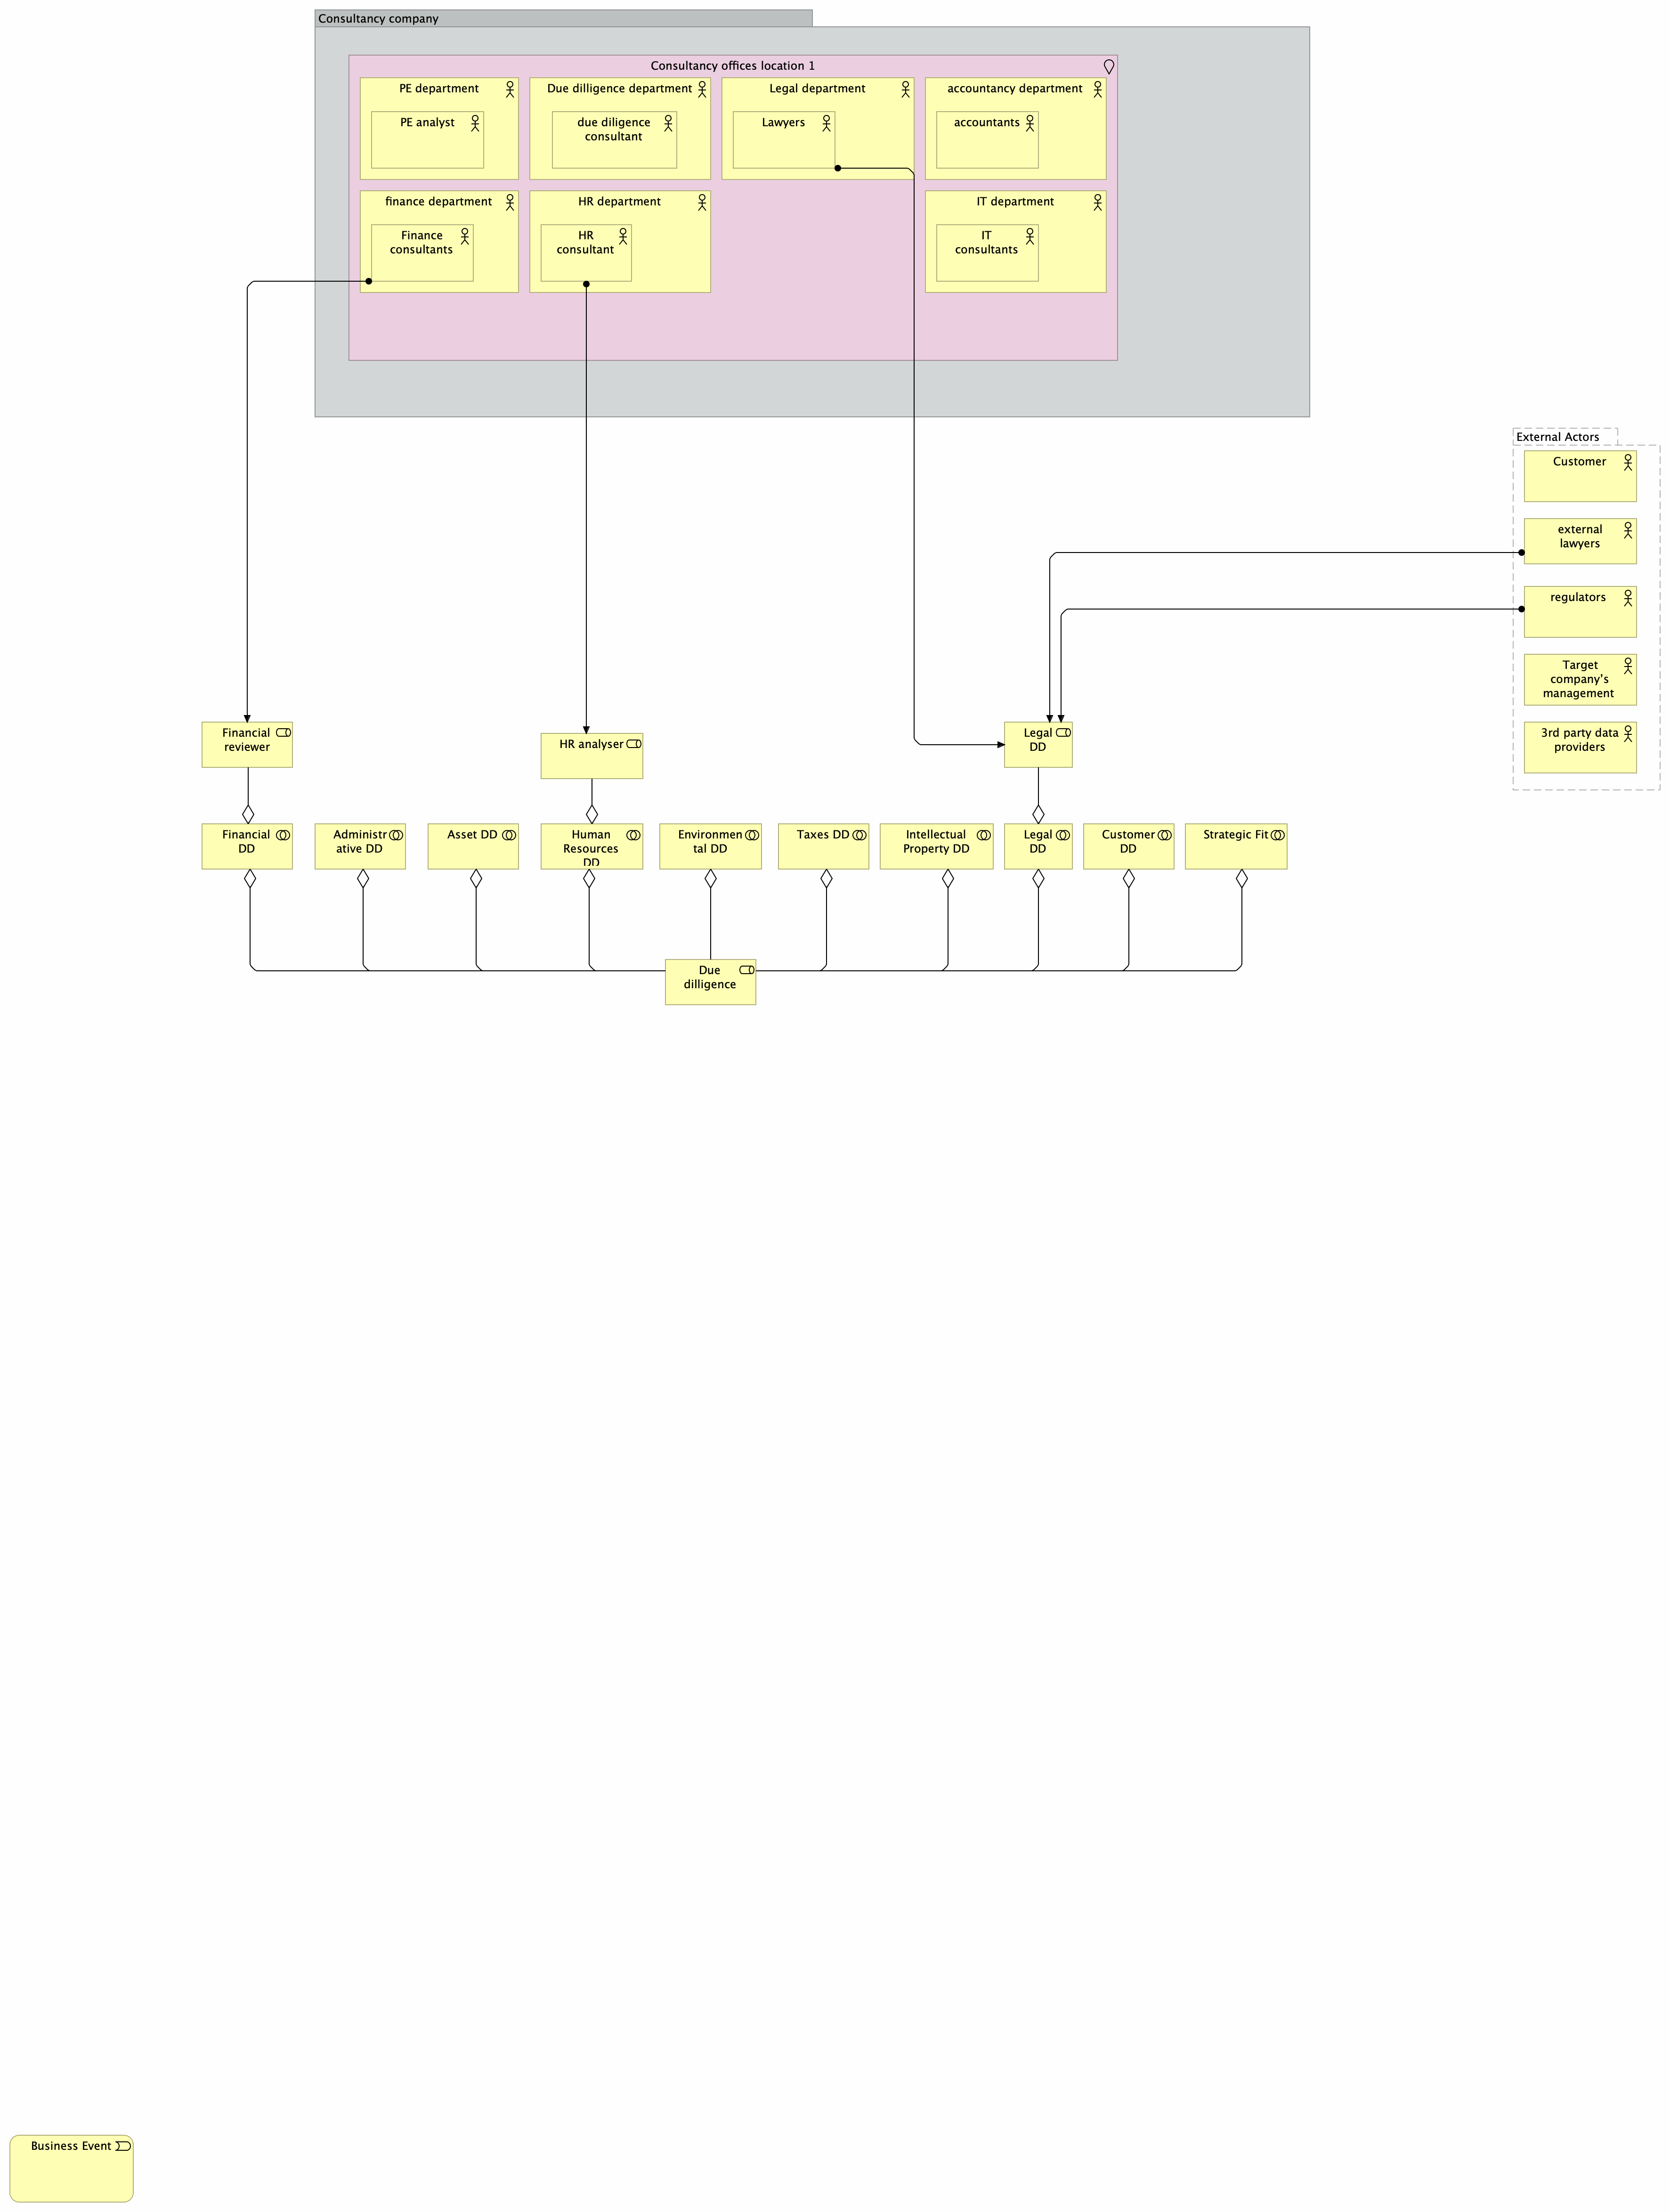 Consultancy company
Consultancy offices location 1
PE department
Due dilligence department
Legal department
accountancy department
PE analyst
due diligence
consultant
Lawyers
accountants
finance department
HR department
IT department
Finance
consultants
HR
consultant
IT
consultants
External Actors
Customer
external
lawyers
regulators
Target
company's
management
3rd party data
providers
Financial
reviewer
HR analyser
Legal
DD
Financial
DD
Administr
ative DD
Asset DD
Human
Resources
DD
Environmen
tal DD
Taxes DD
Intellectual
Property DD
Legal
DD
Customer
DD
Strategic Fit
Due
dilligence
Business Event